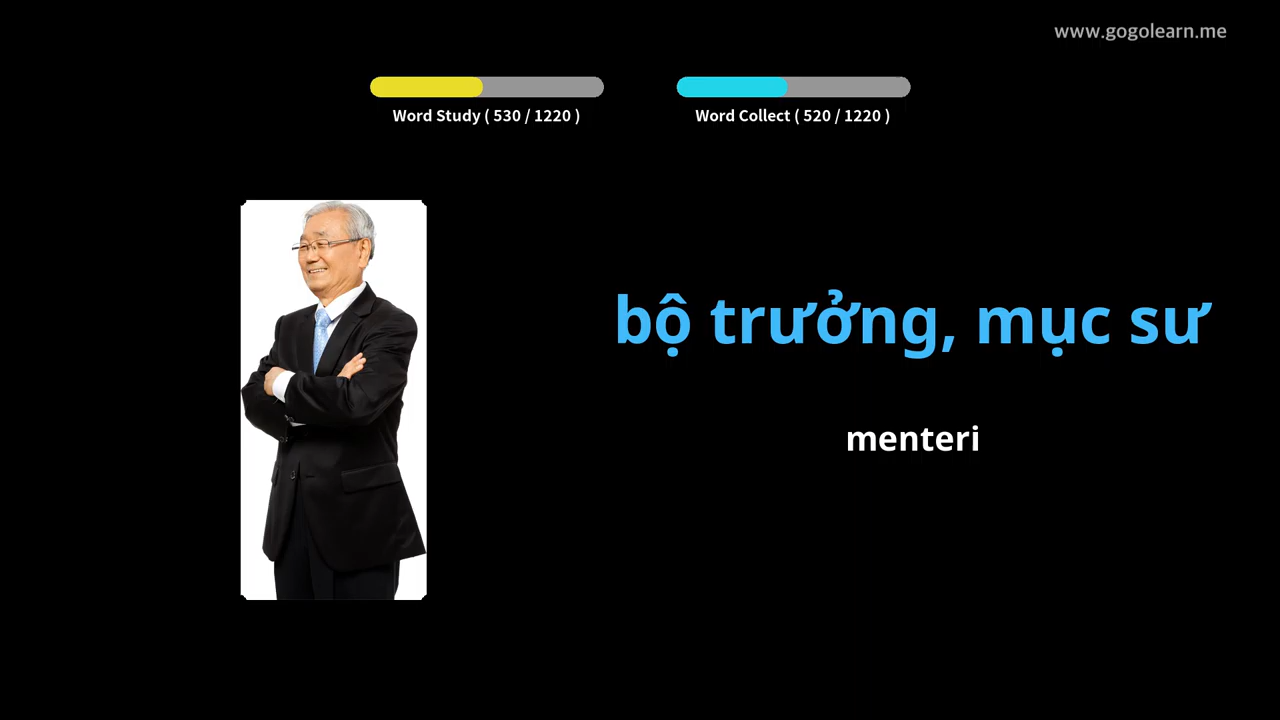 www.gogolearn.me
Word Study ( 530 / 1220 )
Word Collect ( 520 / 1220 )
bộ trưởng, mục sư
menteri